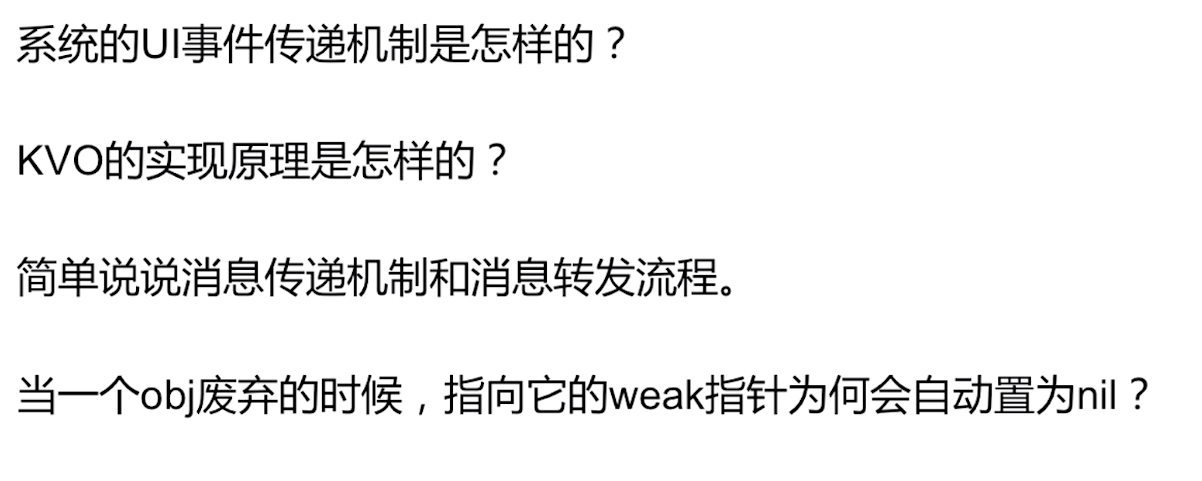 系统的UI事件传递机制是怎样的？
KVO的实现原理是怎样的？
简单说说消息传递机制和消息转发流程。
当一个obj废弃的时候，指向它的weak指针为何会自动置为nil？